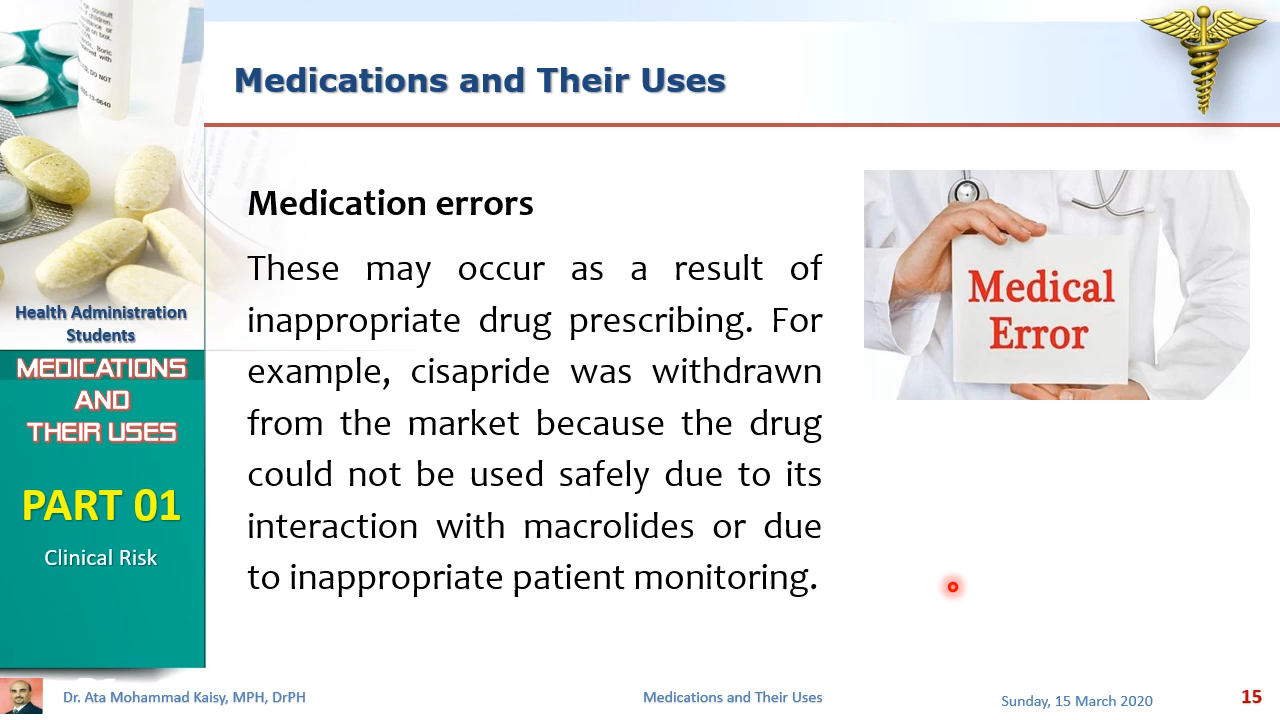 Medications and Their Uses
Medication errors
These may occur as a result of
inappropriate drug prescribing. For
example, cisapride was withdrawn
from the market because the drug
could not be used safely due to its
interaction with macrolides or due
to inappropriate patient monitoring.
Medical
Error
DO NOT
Health Administration
Students
MEDICATIONS
AND
THEIR USES
PART 01
Clinical Risk
Dr. Ata Mohammad Kaisy, MPH, DrPH
Medications and Their Uses
Sunday, 15 March 2020
15